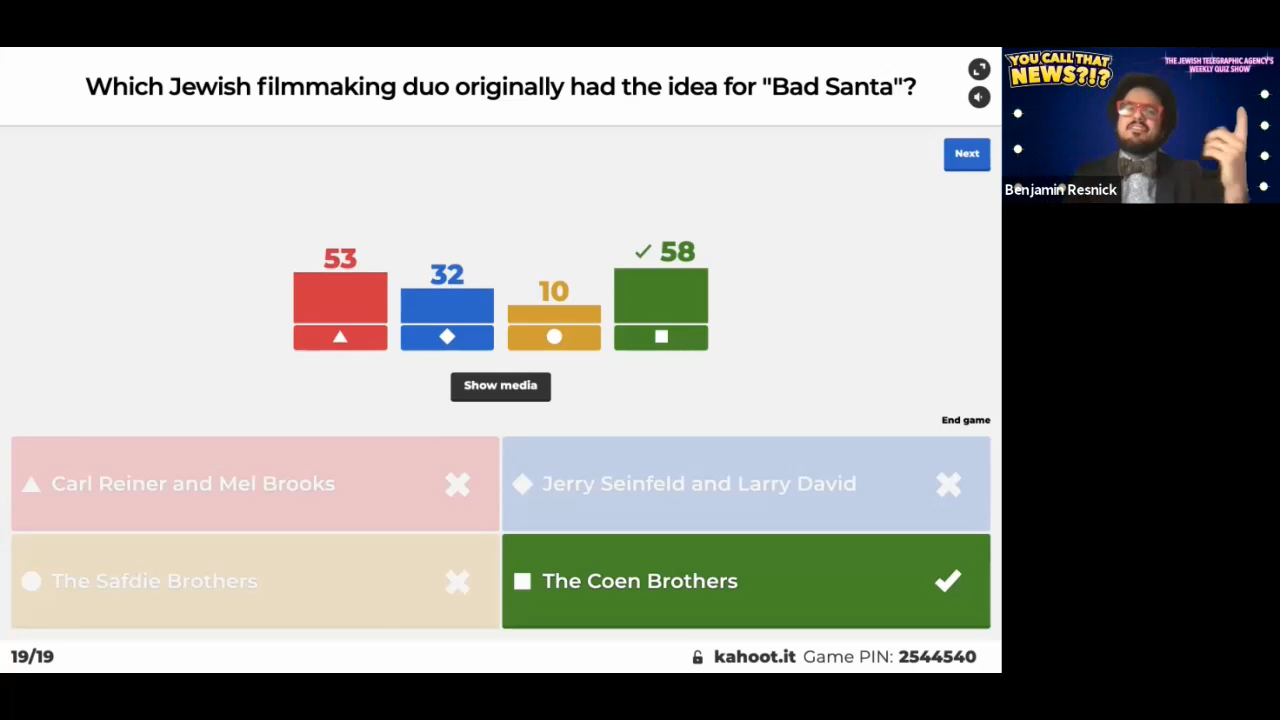 Which Jewish filmmaking duo originally had the idea for "Bad Santa"?
Next
53
32
10
58
Show media
End game
Carl Reiner and Mel Brooks
Jerry Seinfeld and Larry David
The Safdie Brothers
The Coen Brothers
19/19
kahoot.it Game PIN: 2544540
YOU CALL THAT
NEWS?!?
THE JEWISH TELEGRAPHIC AGENCY'S
WEEKLY QUIZ SHOW
Benjamin Resnick